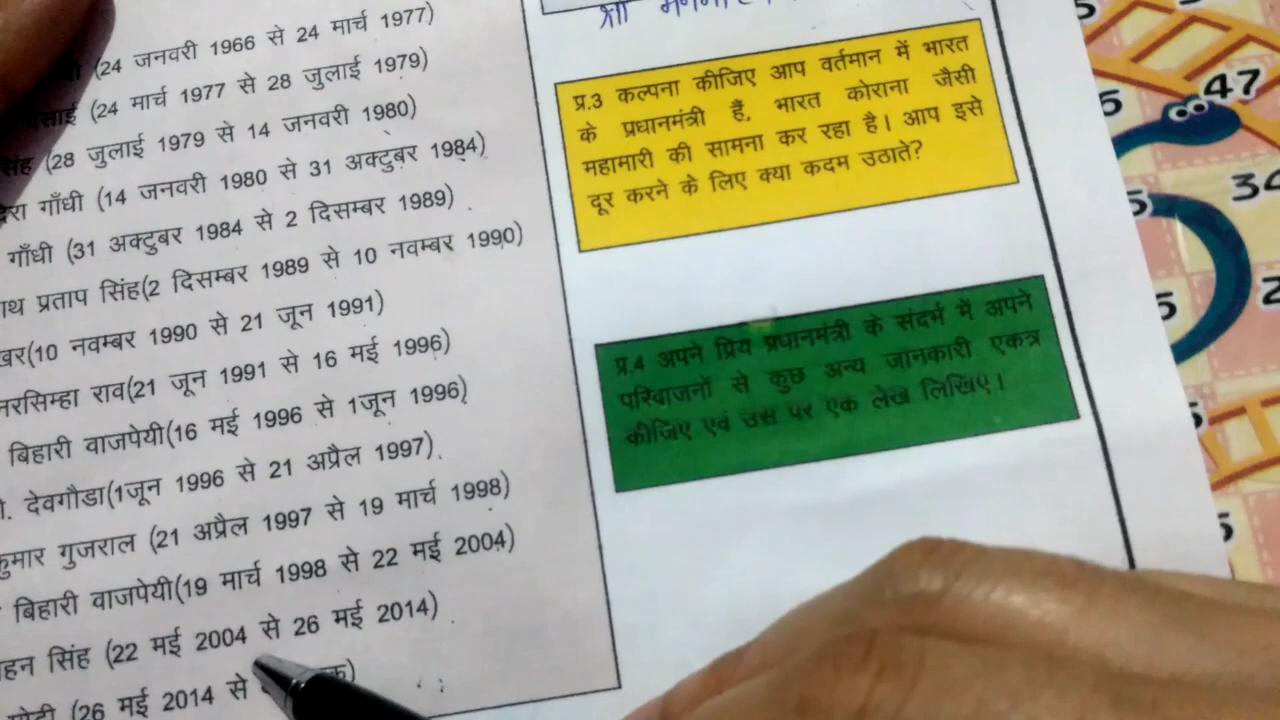 (24 जनवरी 1966 से 24 मार्च 1977)
(24 मार्च 1977 से 28 जुलाई 1979)
सिंह (28 जुलाई 1979 से 14 जनवरी 1980)
गाँधी (14 जनवरी 1980 से 31 अक्टुबर 1984)
गाँधी (31 अक्टुबर 1984 से 2 दिसम्बर 1989)
प्रताप सिंह(2 दिसम्बर 1989 से 10 नवम्बर 1990)
(10 नवम्बर 1990 से 21 जून 1991)
नरसिम्हा राव(21 जून 1991 से 16 मई 1996)
बिहारी वाजपेयी(16 मई 1996 से 1जून 1996)
देवगौडा(1जून 1996 से 21 अप्रैल 1997)
कुमार गुजराल (21 अप्रैल 1997 से 19 मार्च 1998)
बिहारी वाजपेयी(19 मार्च 1998 से 22 मई 2004)
सिंह (22 मई 2004 से 26 मई 2014)
मोदी (26 मई 2014 से
प्र.3 कल्पना कीजिए आप वर्तमान में भारत
के प्रधानमंत्री हैं, भारत कोराना जैसी
महामारी की सामना कर रहा है। आप इसे
दूर करने के लिए क्या कदम उठाते?
प्र.4 अपने प्रिय प्रधानमंत्री के संदर्भ में अपने
परिवाजनों से कुछ अन्य जानकारी एकत्र
कीजिए एवं उस पर एक लेख लिखिए।
47